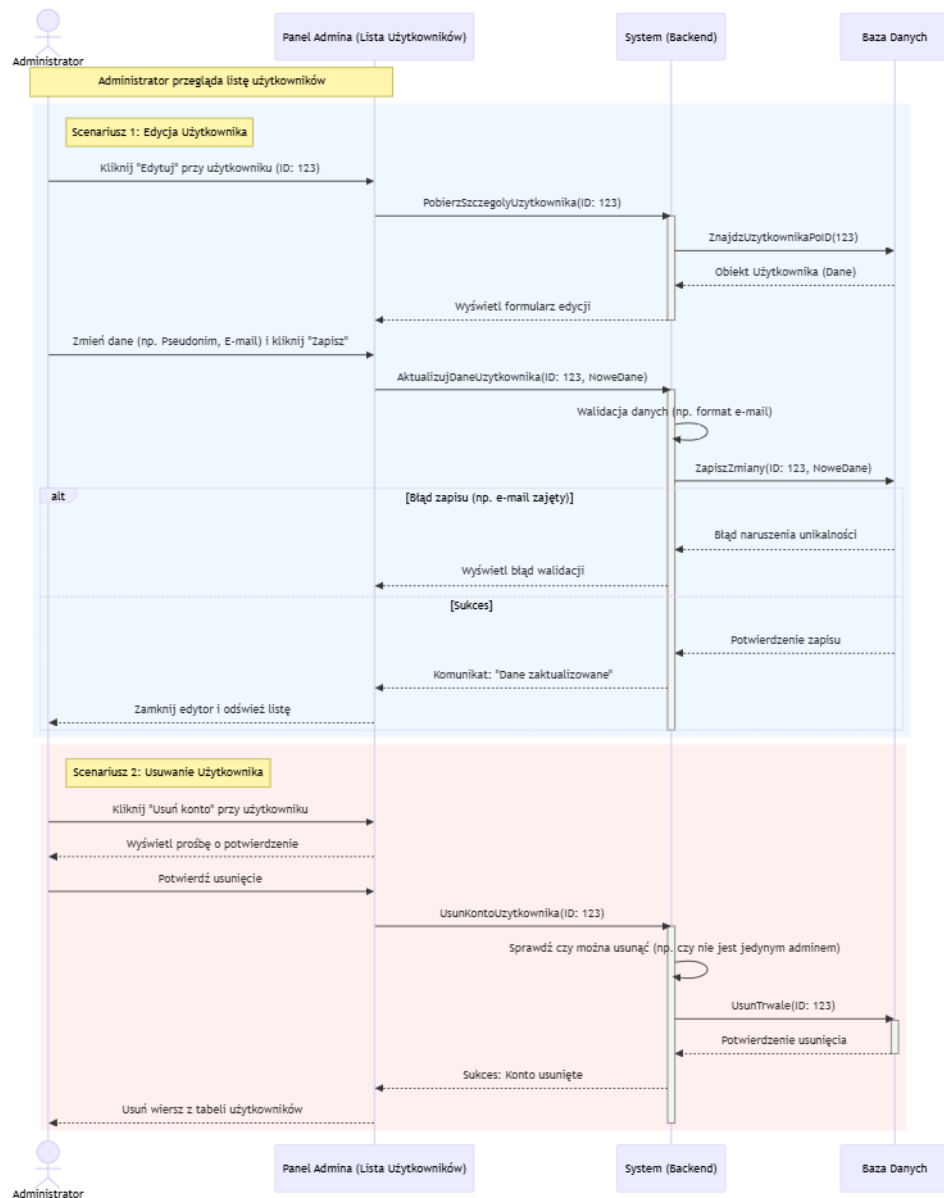 Panel Admina (Lista Użytkowników)
System (Backend)
Baza Danych
Administrator
Administrator przegląda listę użytkowników
Scenariusz 1: Edycja Użytkownika
Kliknij "Edytuj" przy użytkowniku (ID: 123)
PobierzSzczegolyUzytkownika(ID: 123)
ZnajdzUzytkownikaPoID(123)
Obiekt Użytkownika (Dane)
Wyświetl formularz edycji
Zmień dane (np. Pseudonim, E-mail) i kliknij "Zapisz"
AktualizujDaneUzytkownika(ID: 123, NoweDane)
Walidacja danych (np. format e-mail)
ZapiszZmiany(ID: 123, NoweDane)
alt
[Błąd zapisu (np. e-mail zajęty)]
Błąd naruszenia unikalności
Wyświetl błąd walidacji
[Sukces]
Potwierdzenie zapisu
Komunikat: "Dane zaktualizowane"
Zamknij edytor i odśwież listę
Scenariusz 2: Usuwanie Użytkownika
Kliknij "Usuń konto" przy użytkowniku
Wyświetl prośbę o potwierdzenie
Potwierdź usunięcie
UsunKontoUzytkownika(ID: 123)
Sprawdź czy można usunąć (np. czy nie jest jedynym adminem)
UsunTrwale(ID: 123)
Potwierdzenie usunięcia
Sukces: Konto usunięte
Usuń wiersz z tabeli użytkowników
Panel Admina (Lista Użytkowników)
System (Backend)
Baza Danych
Administrator